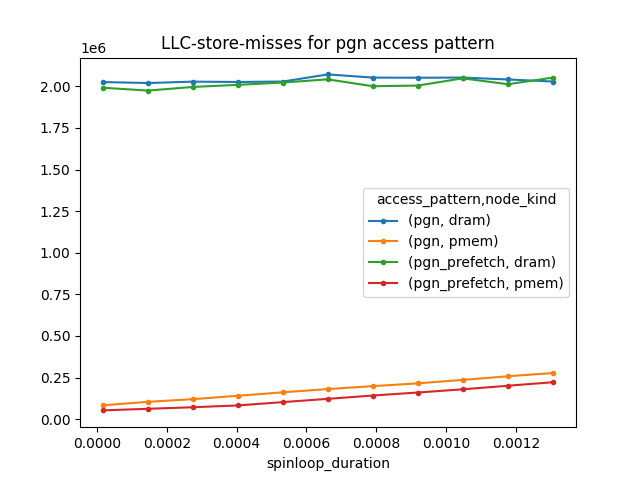 LLC-store-misses for pgn access pattern
1e6
2.00
1.75
1.50
1.25
1.00
0.75
0.50
0.25
0.00
access_pattern,node_kind
(pgn, dram)
(pgn, pmem)
(pgn_prefetch, dram)
(pgn_prefetch, pmem)
0.0000 0.0002 0.0004 0.0006 0.0008 0.0010 0.0012
spinloop_duration